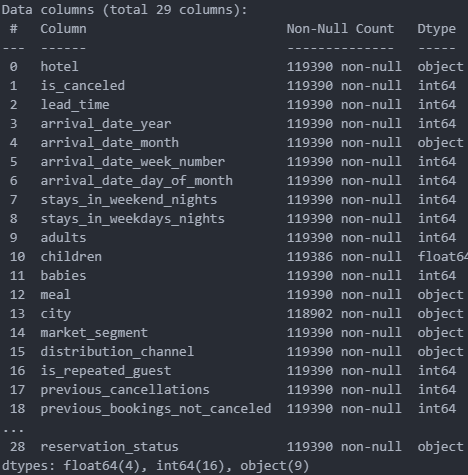 Data columns (total 29 columns):
 #   Column                          Non-Null Count   Dtype
---  ------                          --------------   -----
 0   hotel                           119390 non-null  object
 1   is_canceled                     119390 non-null  int64
 2   lead_time                       119390 non-null  int64
 3   arrival_date_year               119390 non-null  int64
 4   arrival_date_month              119390 non-null  object
 5   arrival_date_week_number        119390 non-null  int64
 6   arrival_date_day_of_month       119390 non-null  int64
 7   stays_in_weekend_nights         119390 non-null  int64
 8   stays_in_weekdays_nights        119390 non-null  int64
 9   adults                          119390 non-null  int64
 10  children                        119386 non-null  float64
 11  babies                          119390 non-null  int64
 12  meal                            119390 non-null  object
 13  city                            118902 non-null  object
 14  market_segment                  119390 non-null  object
 15  distribution_channel            119390 non-null  object
 16  is_repeated_guest               119390 non-null  int64
 17  previous_cancellations          119390 non-null  int64
 18  previous_bookings_not_canceled  119390 non-null  int64
...
 28  reservation_status              119390 non-null  object
dtypes: float64(4), int64(16), object(9)